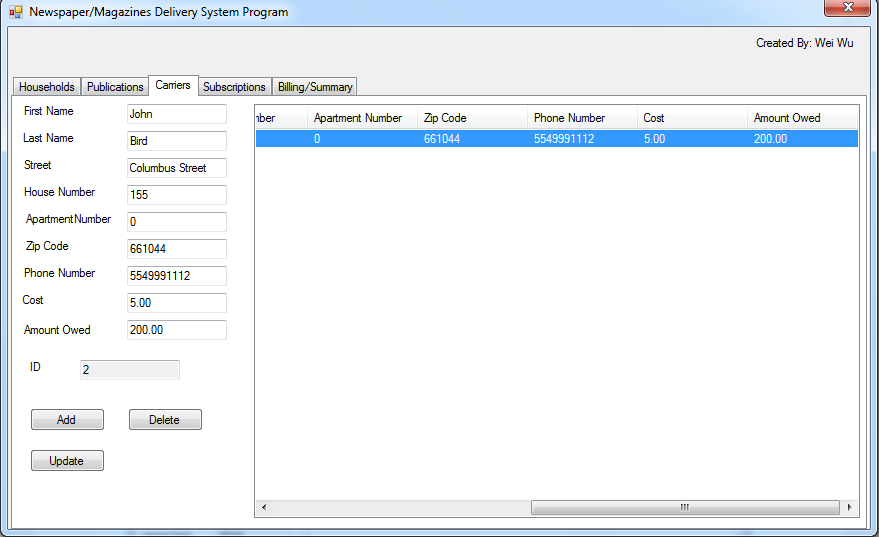 Newspaper/Magazines Delivery System Program
Created By: Wei Wu
Households Publications Carriers Subscriptions Billing/Summary
First Name John
Last Name Bird
Street Columbus Street
House Number 155
ApartmentNumber 0
Zip Code 661044
Phone Number 5549991112
Cost 5.00
Amount Owed 200.00
ID 2
Add Delete
Update
Apartment Number Zip Code Phone Number Cost Amount Owed
0 661044 5549991112 5.00 200.00